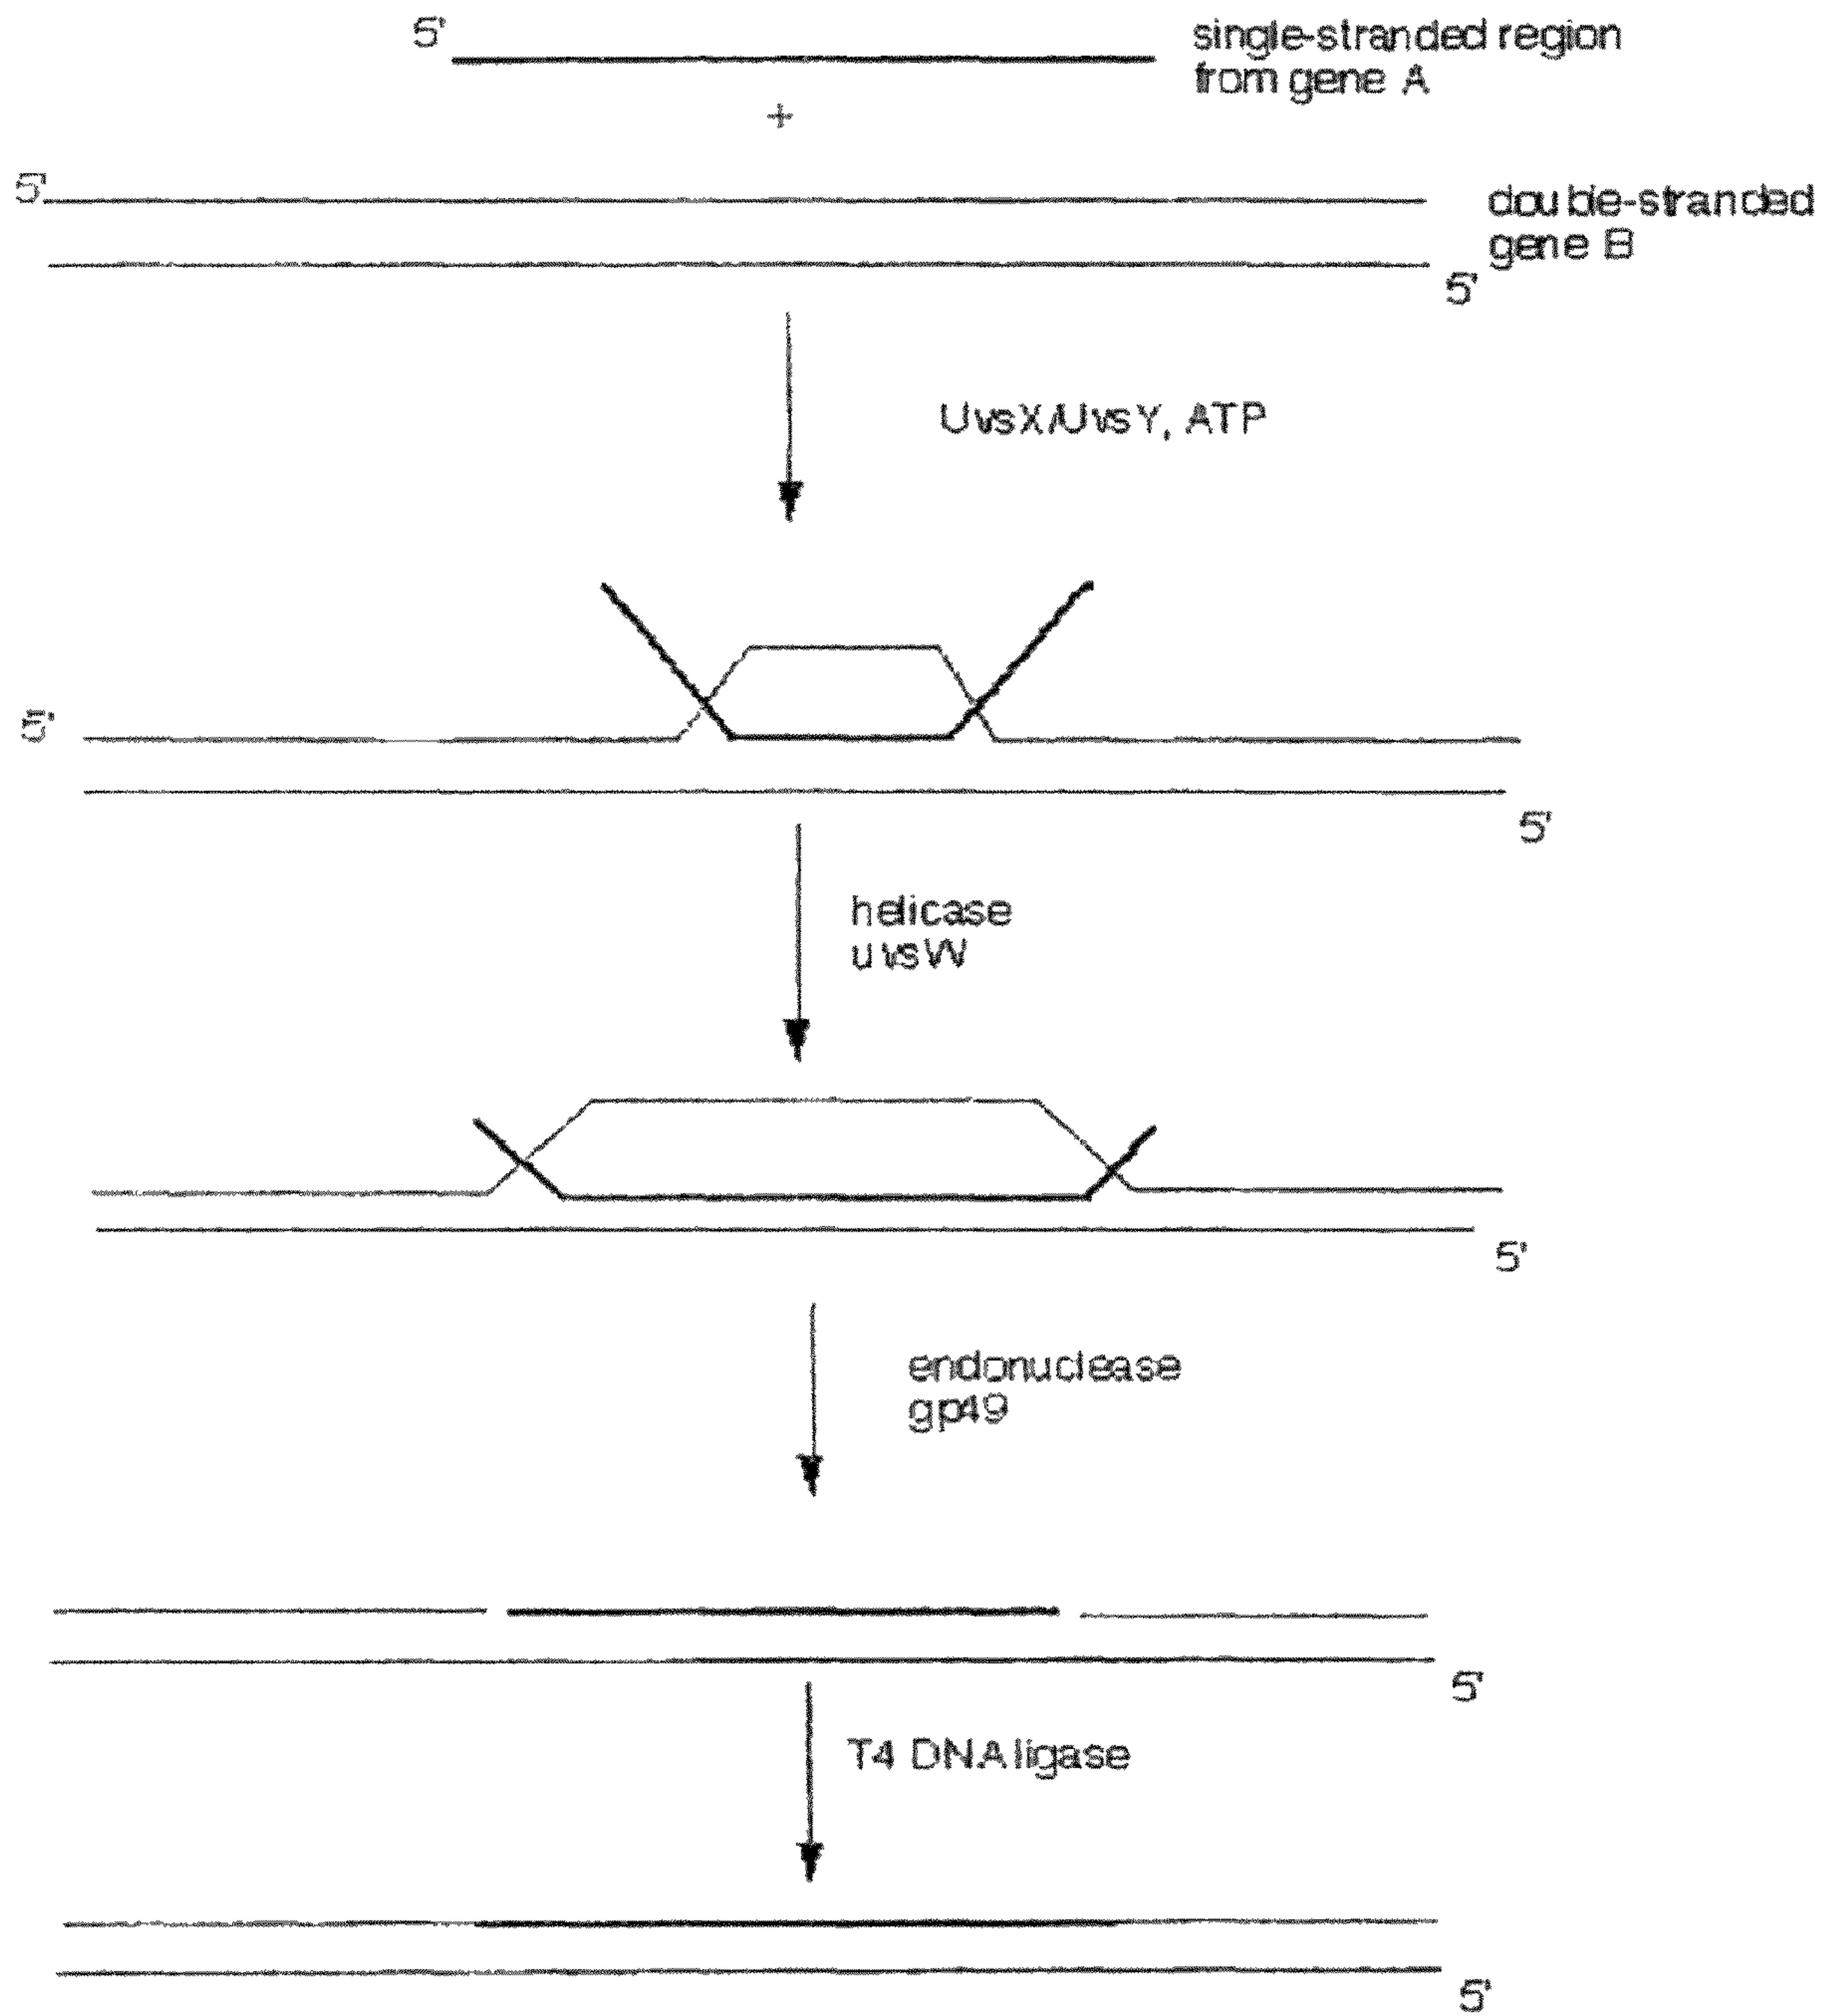 5'
single-stranded region
from gene A
+
5'
double-stranded
gene B
5'
UvsX/UvsY, ATP
5'
5'
helicase
uvsW
5'
endonuclease
gp49
5'
T4 DNA ligase
5'